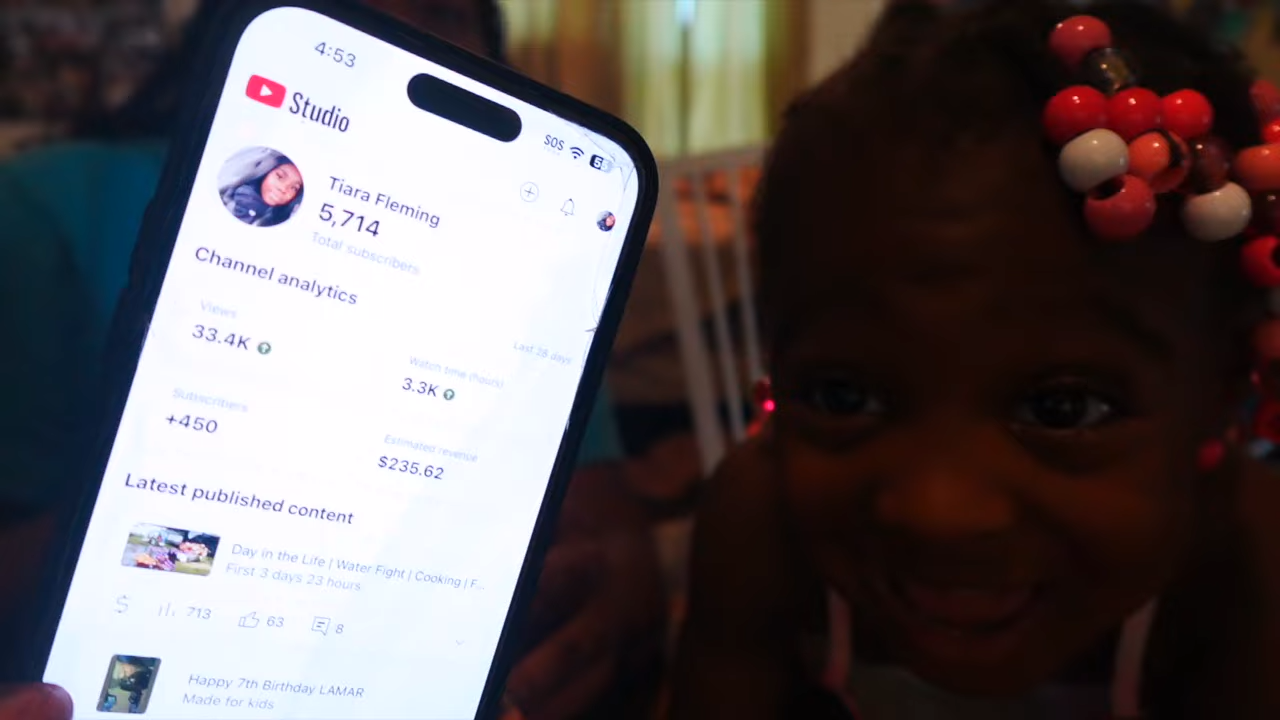 4:53
SOS
55
Studio
Tiara Fleming
5,714
Total subscribers
Channel analytics
Last 28 days
Views
33.4K
Watch time (hours)
3.3K
Subscribers
+450
Estimated revenue
$235.62
Latest published content
Day in the Life | Water Fight | Cooking | F...
First 3 days 23 hours
$ 713 63 8
Happy 7th Birthday LAMAR
Made for kids